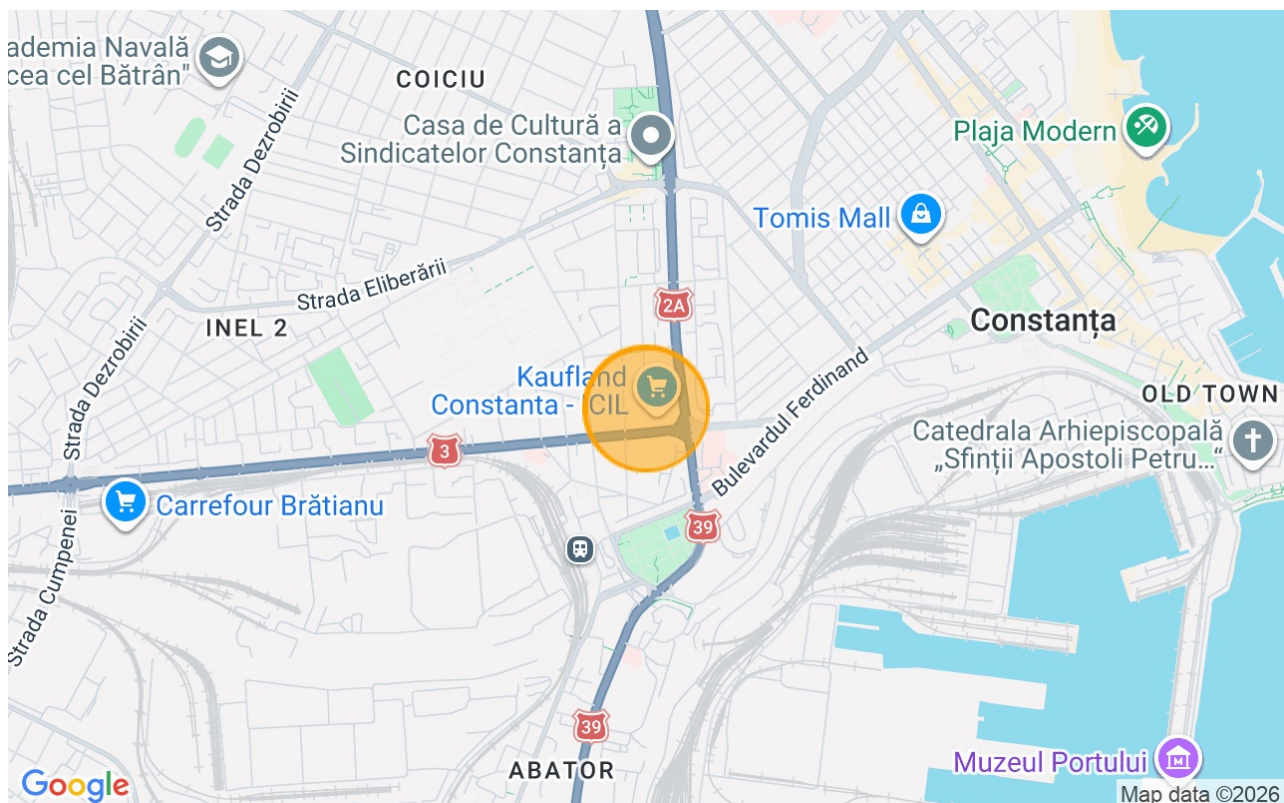 ademia Navală
cea cel Bătrân"
COICIU
Casa de Cultură a
Sindicatelor Constanța
Plaja Modern
Strada Dezrobirii
Tomis Mall
Strada Eliberării
2A
INEL 2
Constanța
Strada Dezrobirii
Kaufland
Constanta - ICIL
Bulevardul Ferdinand
OLD TOWN
3
Catedrala Arhiepiscopală
„Sfinții Apostoli Petru...“
Carrefour Brătianu
39
Strada Cumpenei
39
ABATOR
Muzeul Portului
Google
Map data ©2026